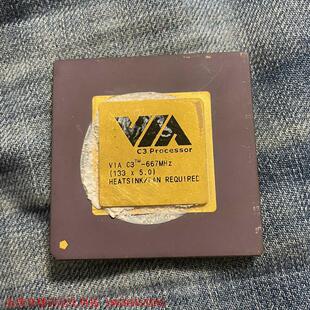 VIA
C3 Processor
VIA C3™-667MHz
(133 x 5.0)
HEATSINK/FAN REQUIRED